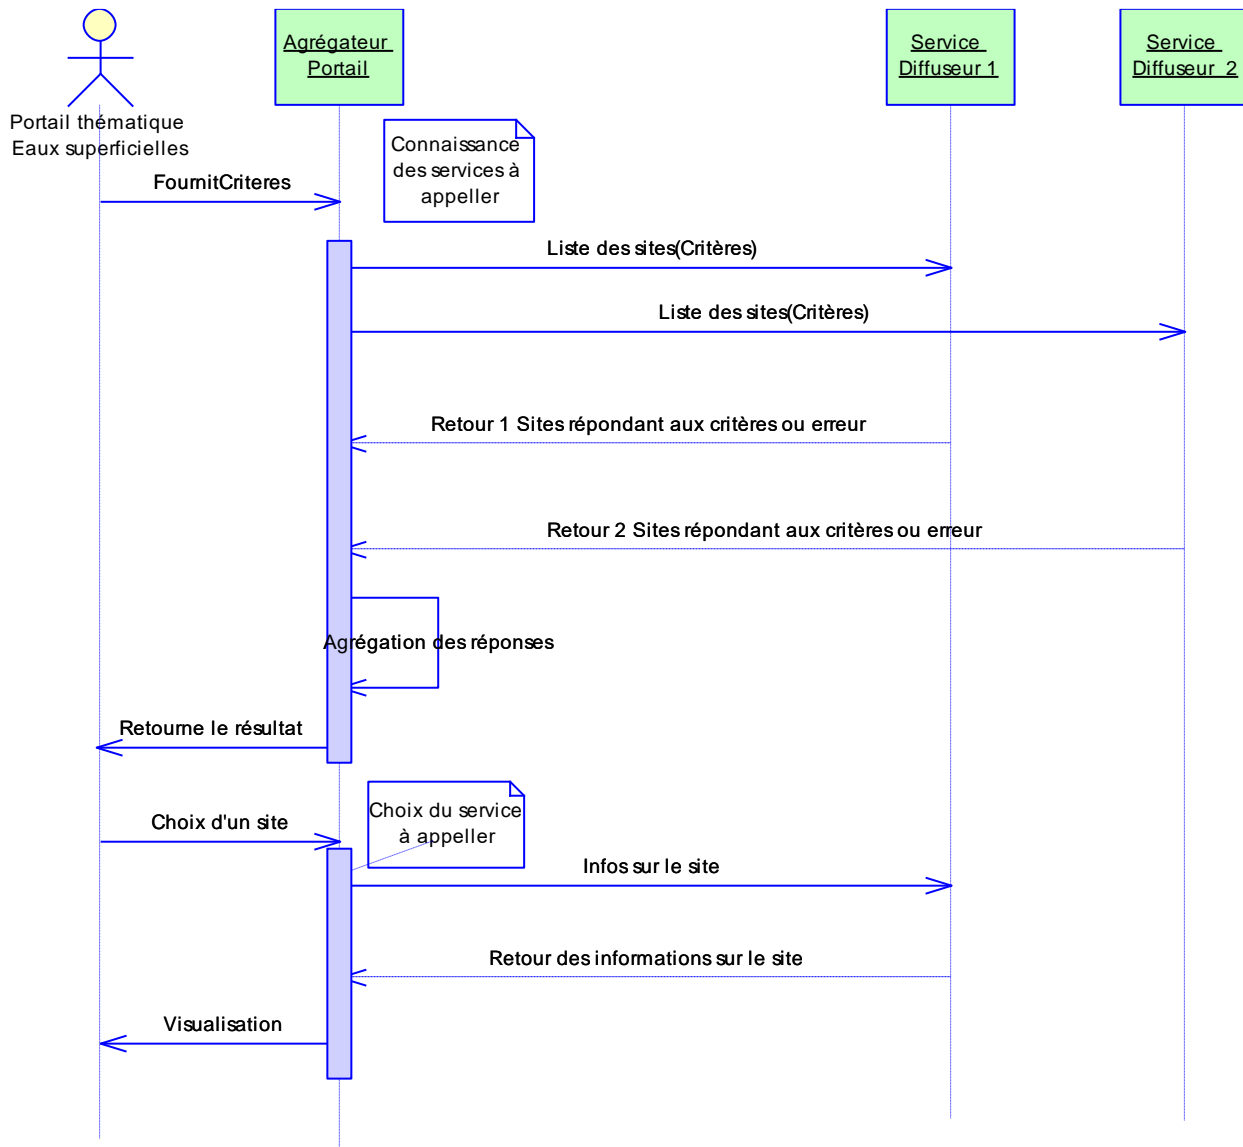 Agrégateur
Portail
Service
Diffuseur 1
Service
Diffuseur 2
Portail thématique
Eaux superficielles
Connaissance
des services à
appeller
FournitCriteres
Liste des sites(Critères)
Liste des sites(Critères)
Retour 1 Sites répondant aux critères ou erreur
Retour 2 Sites répondant aux critères ou erreur
Agrégation des réponses
Retourne le résultat
Choix du service
à appeller
Choix d'un site
Infos sur le site
Retour des informations sur le site
Visualisation